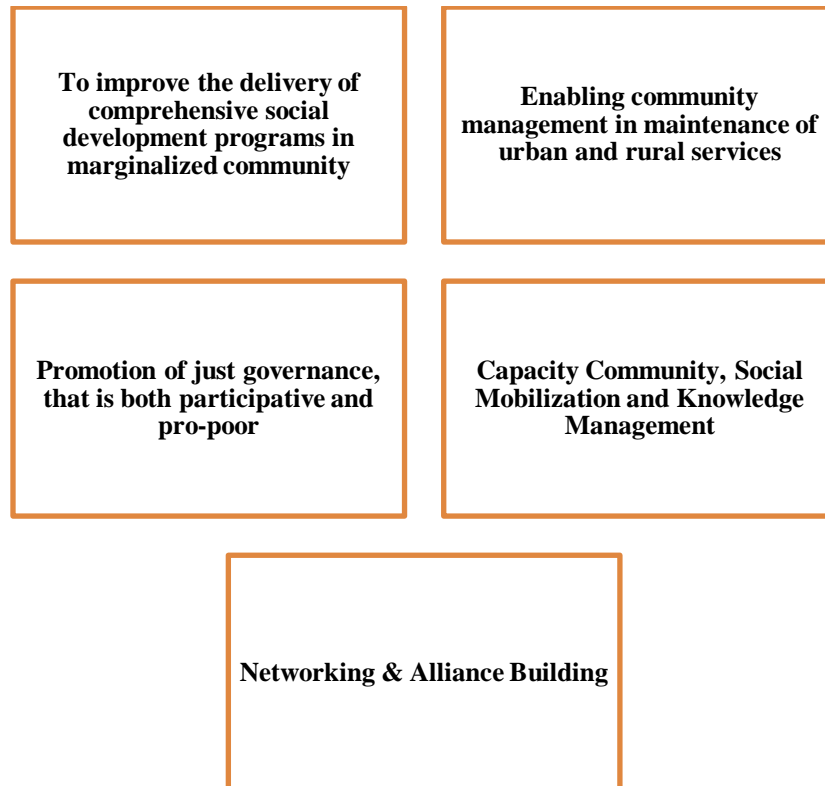 To improve the delivery of
comprehensive social
development programs in
marginalized community
Enabling community
management in maintenance of
urban and rural services
Promotion of just governance,
that is both participative and
pro-poor
Capacity Community, Social
Mobilization and Knowledge
Management
Networking & Alliance Building